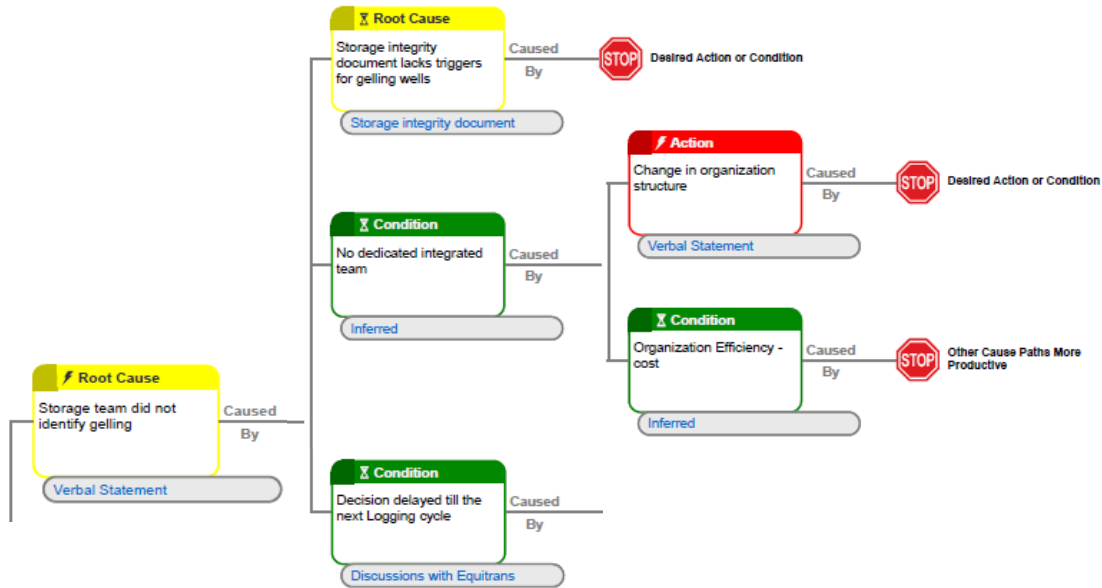 Root Cause
Storage integrity
document lacks triggers
for gelling wells
Storage integrity document
Caused
By
STOP
Desired Action or Condition
Action
Change in organization
structure
Verbal Statement
Caused
By
STOP
Desired Action or Condition
Condition
No dedicated integrated
team
Inferred
Caused
By
Condition
Organization Efficiency -
cost
Inferred
Caused
By
STOP
Other Cause Paths More
Productive
Root Cause
Storage team did not
identify gelling
Verbal Statement
Caused
By
Condition
Decision delayed till the
next Logging cycle
Discussions with Equitrans
Caused
By